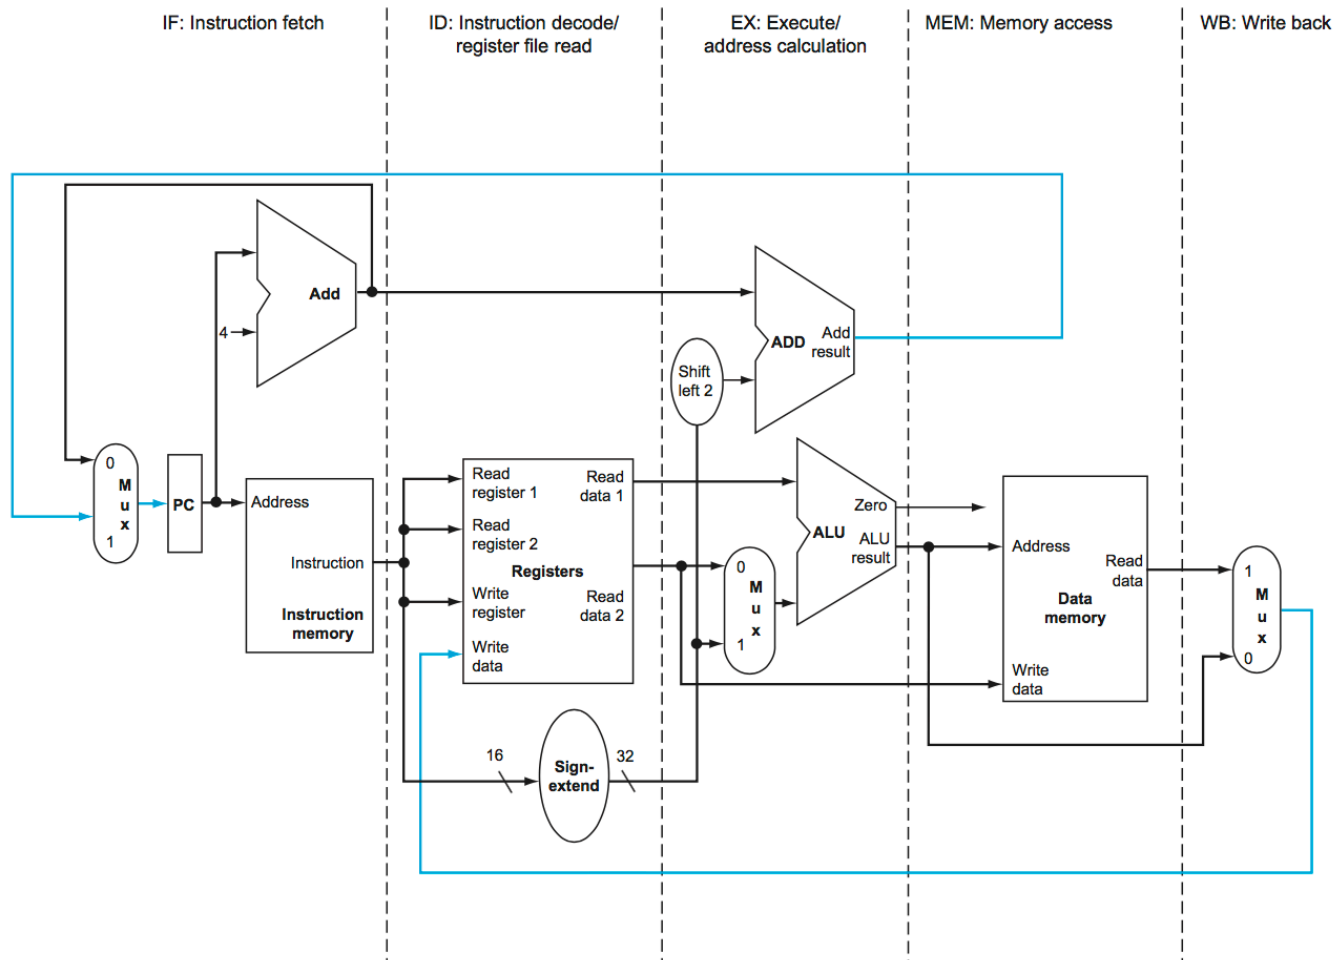 IF: Instruction fetch
ID: Instruction decode/
register file read
EX: Execute/
address calculation
MEM: Memory access
WB: Write back
Add
4
ADD
Add
result
Shift
left 2
0
M
u
x
1
PC
Address
Instruction
Instruction
memory
Read
register 1
Read
data 1
Read
register 2
Registers
Write
register
Read
data 2
Write
data
0
M
u
x
1
Zero
ALU
ALU
result
Address
Read
data
Data
memory
Write
data
1
M
u
x
0
16
Sign-
extend
32